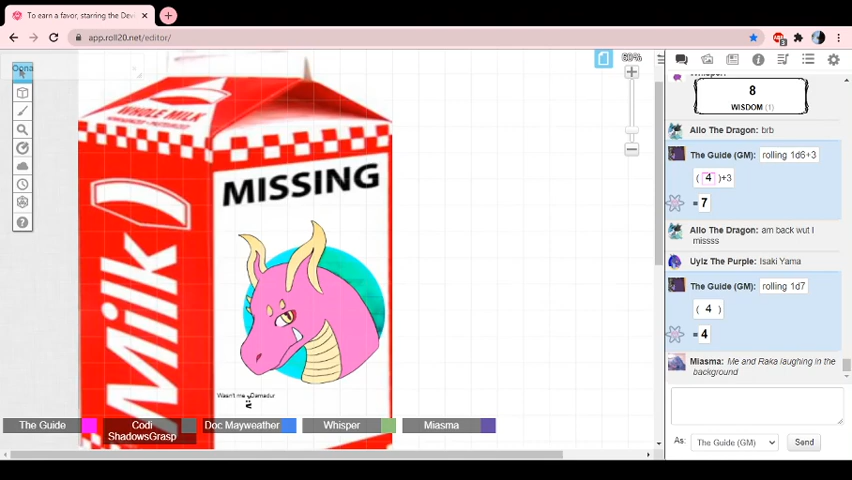 To earn a favor, starring the Dev
app.roll20.net/editor/
60%
WHOLE MILK
MISSING
Milk
8
WISDOM (1)
Allo The Dragon: brb
The Guide (GM): rolling 1d6+3
( 4 )+3
= 7
Allo The Dragon: am back wut I
missss
Uylz The Purple: Isaki Yama
The Guide (GM): rolling 1d7
( 4 )
= 4
Miasma: Me and Raka laughing in the
background
The Guide
Codi
ShadowsGrasp
Doc Mayweather
Whisper
Miasma
As:
The Guide (GM)
Send